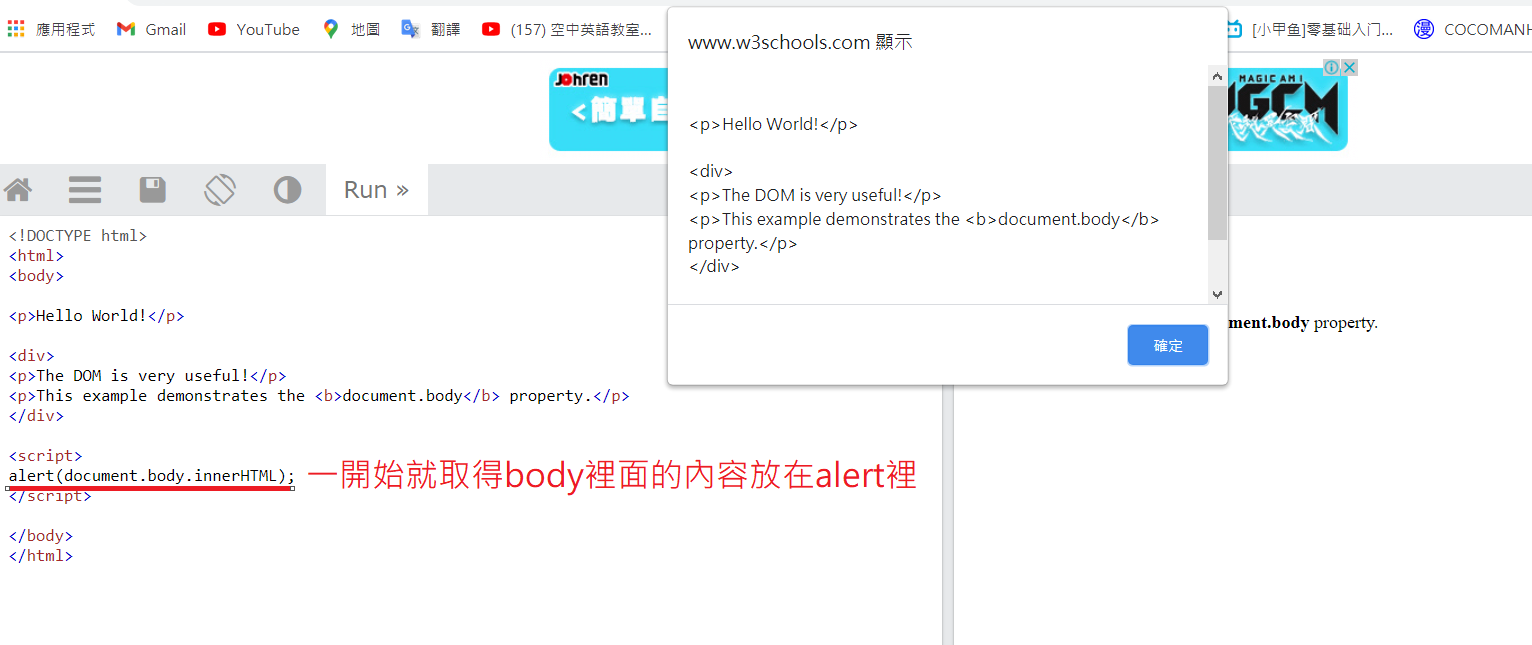 應用程式 Gmail YouTube 地圖 翻譯 (157) 空中英語教室... [小甲鱼]零基础入门... 漫 COCOMANH
www.w3schools.com 顯示
Johren
<簡單自
MAGIC AMI
<p>Hello World!</p>
<div>
<p>The DOM is very useful!</p>
<p>This example demonstrates the <b>document.body</b>
property.</p>
</div>
確定
Run »
ment.body property.
<!DOCTYPE html>
<html>
<body>
<p>Hello World!</p>
<div>
<p>The DOM is very useful!</p>
<p>This example demonstrates the <b>document.body</b> property.</p>
</div>
<script>
alert(document.body.innerHTML); 一開始就取得body裡面的內容放在alert裡
</script>
</body>
</html>